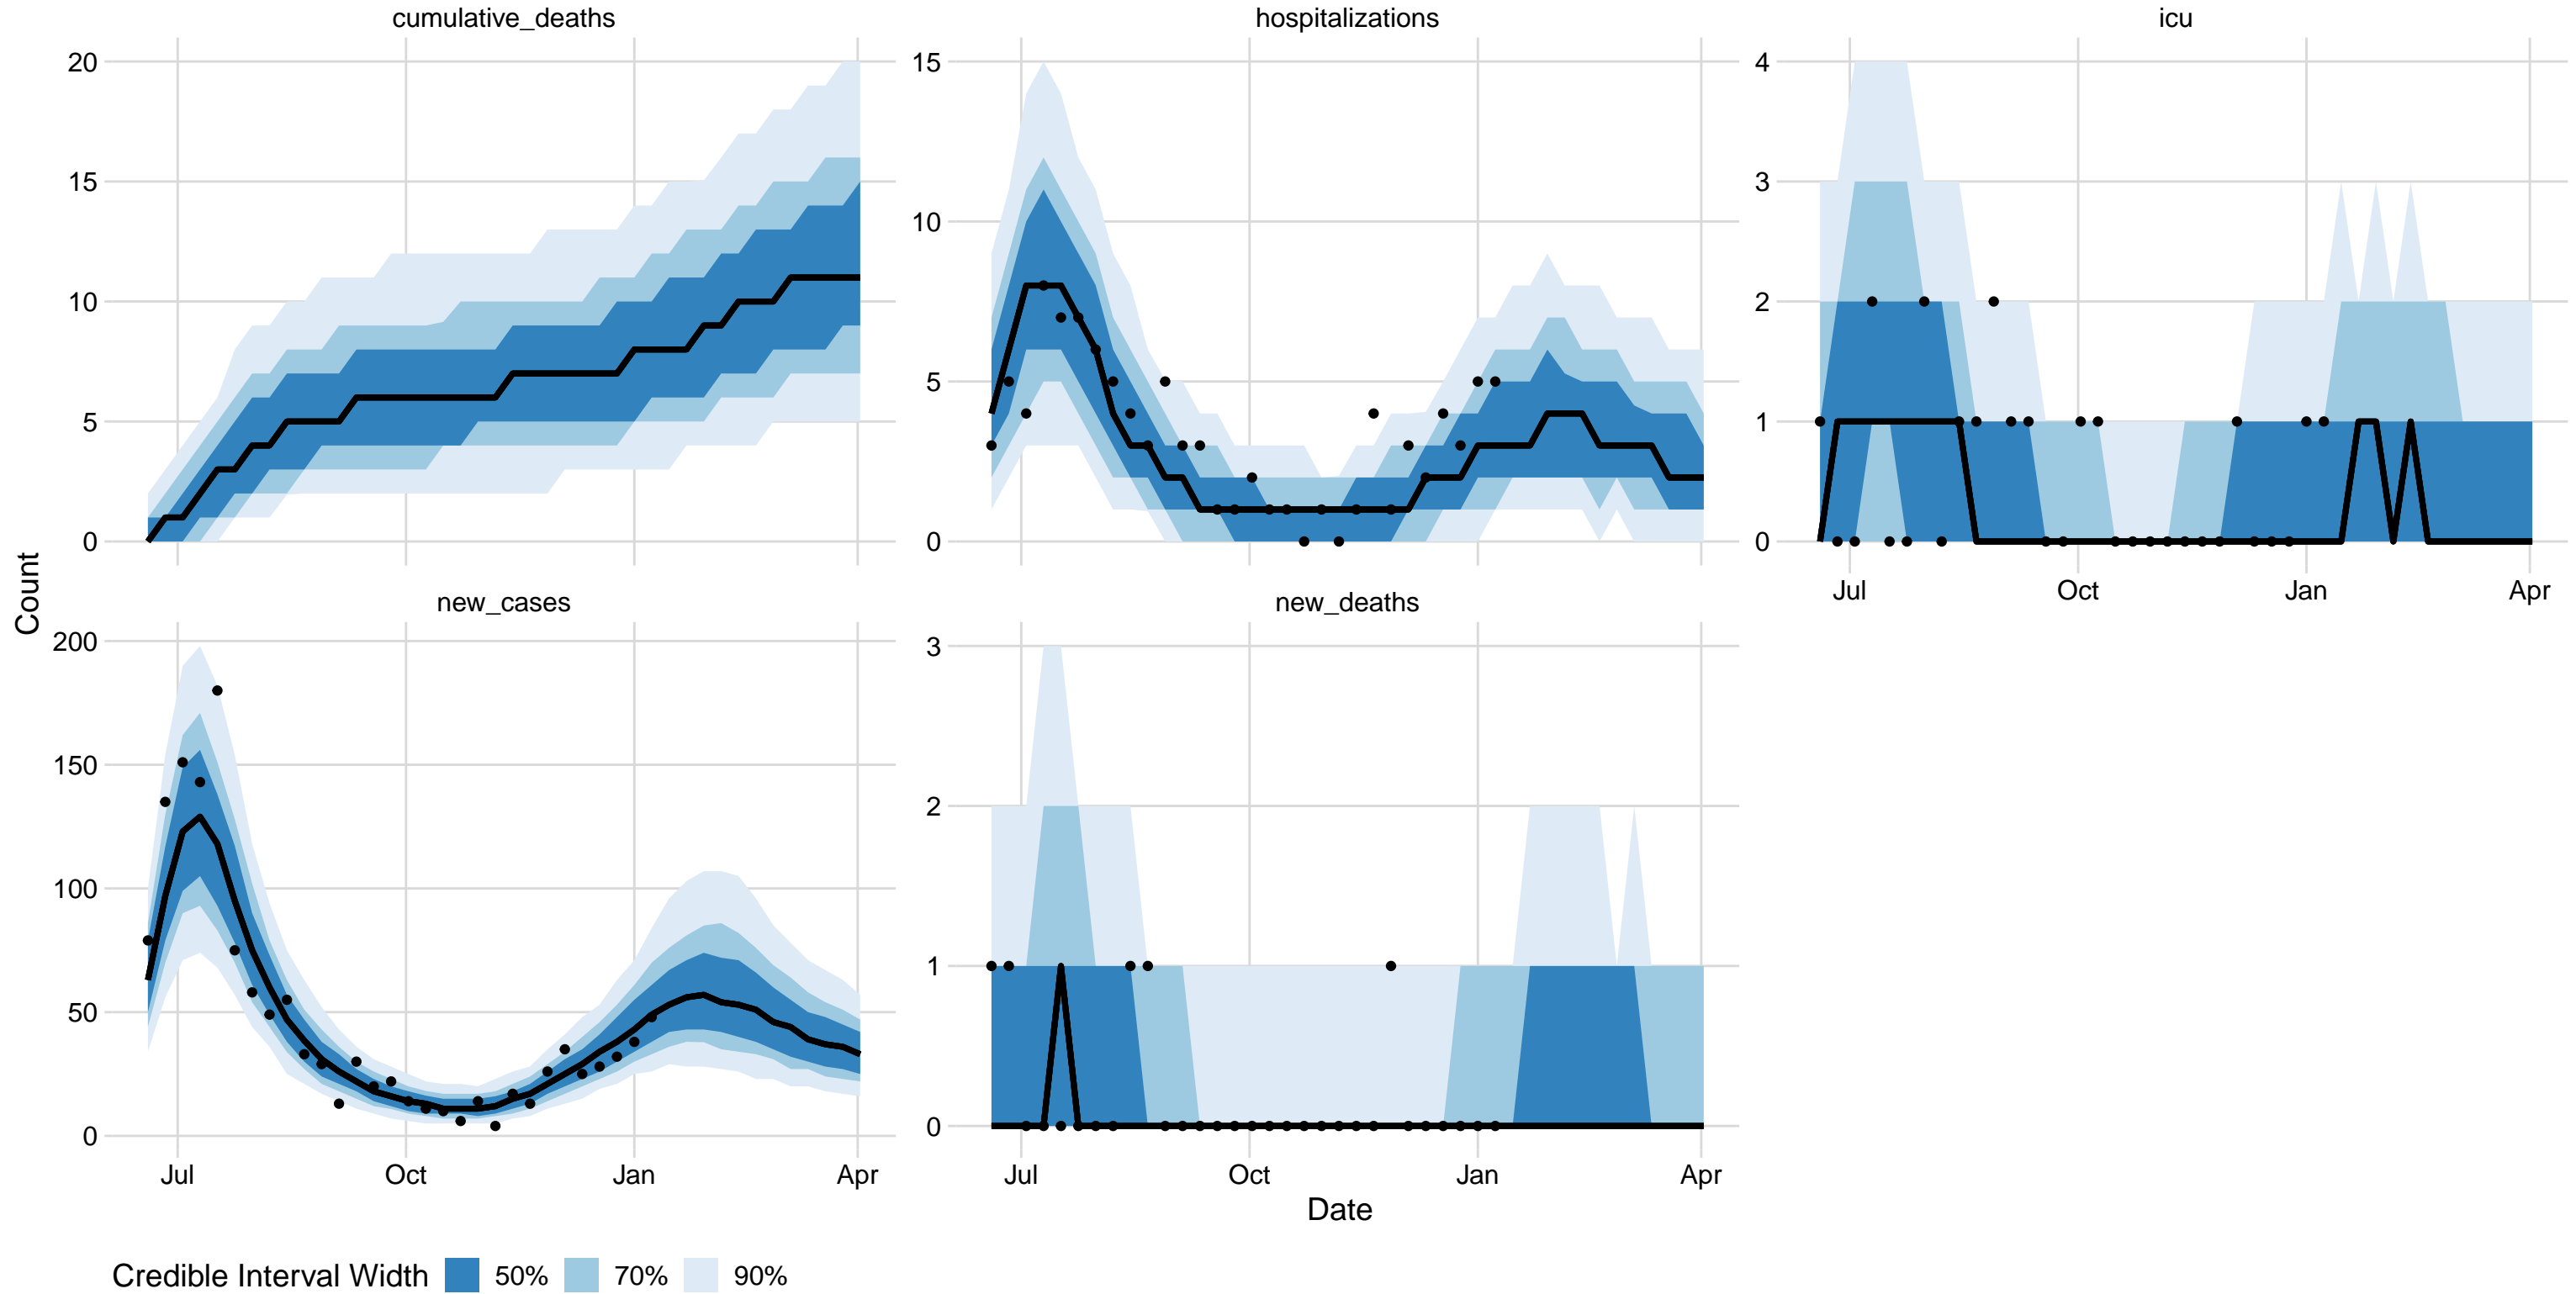 cumulative_deaths
hospitalizations
icu
20
15
10
5
0
15
10
5
0
4
3
2
1
0
Jul Oct Jan Apr
Count
new_cases
new_deaths
200
150
100
50
0
3
2
1
0
Jul Oct Jan Apr
Jul Oct Jan Apr
Date
Credible Interval Width 50% 70% 90%